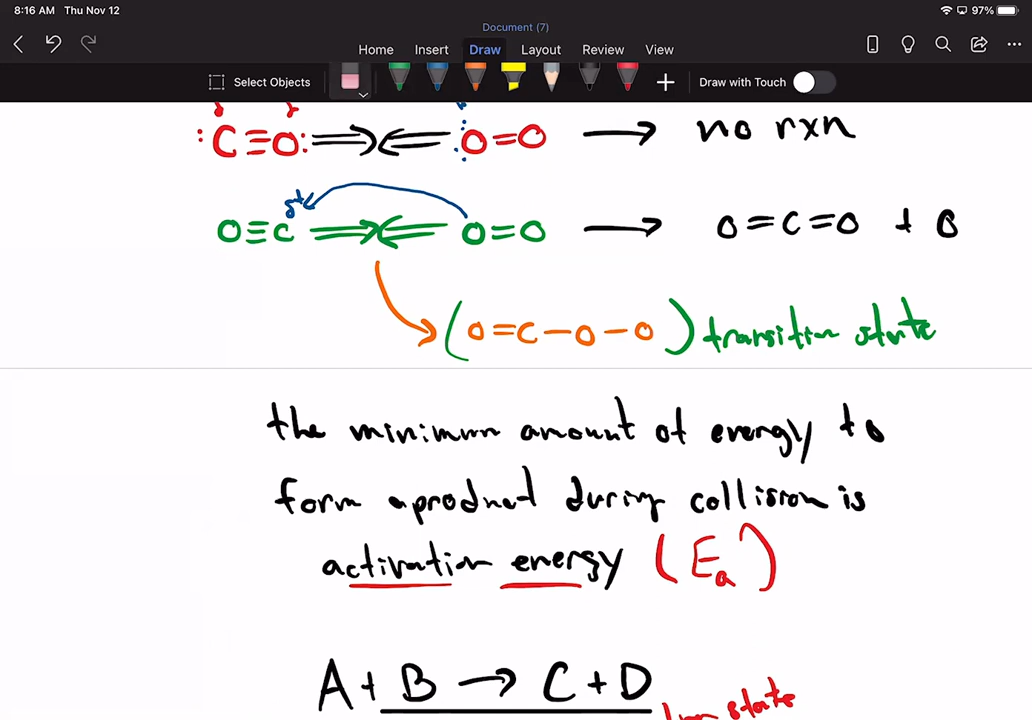 8:16 AM Thu Nov 12
97%
Document (7)
Home Insert Draw Layout Review View
Select Objects
Draw with Touch
:C≡O: O=O → no rxn
δ+
O≡C O=O → O=C=O + O
(O=C-O-O) transition state
the minimum amount of energy to
form a product during collision is
activation energy (Ea)
A + B → C + D
state